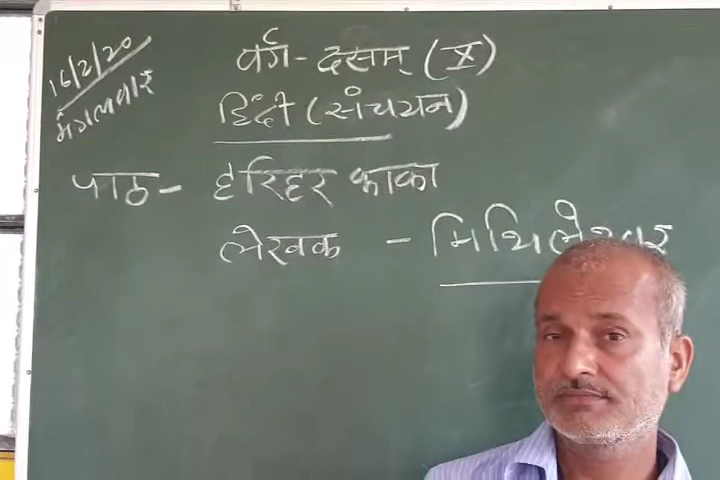 16/2/20
मंगलवार
वर्ग - दसम् (X)
हिंदी (संचयन)
पाठ - हरिहर काका
लेखक - मिथिलेश्वर